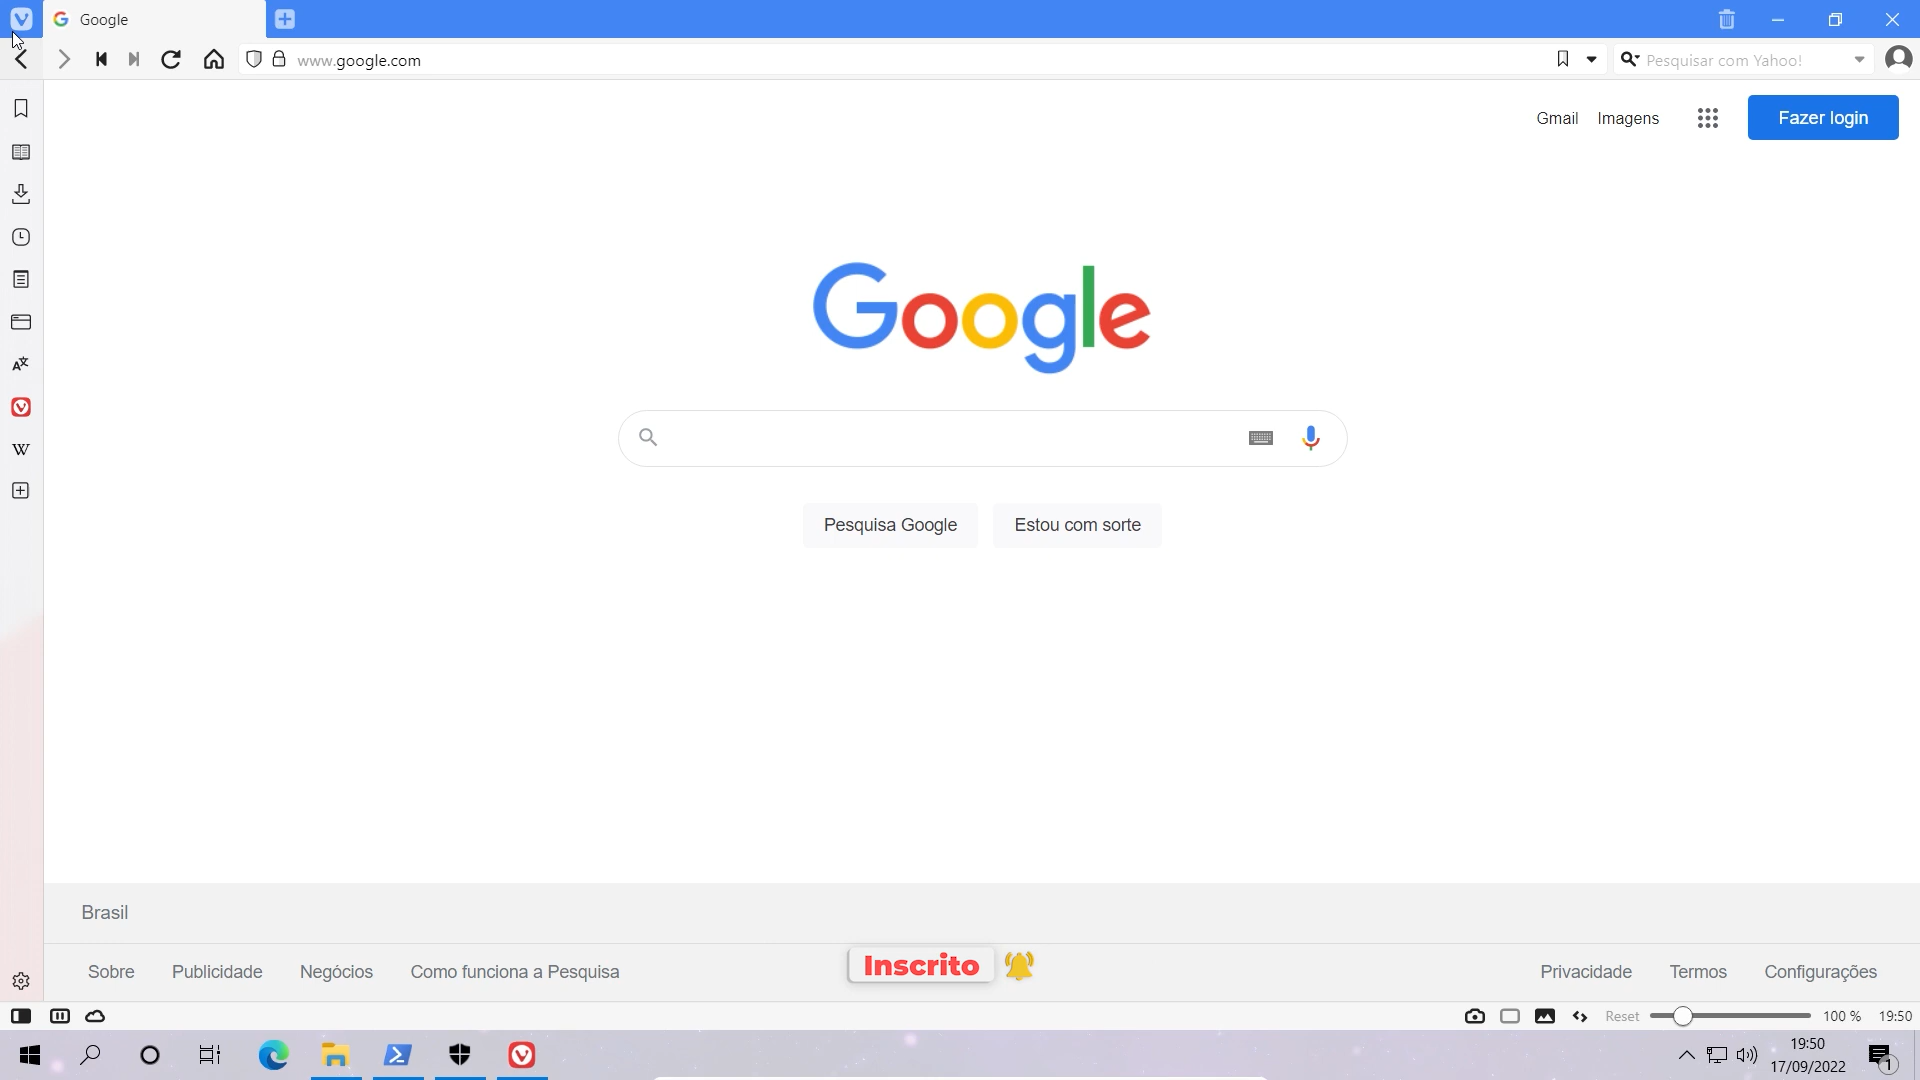 Google
www.google.com
Pesquisar com Yahoo!
Gmail Imagens Fazer login
Google
Pesquisa Google Estou com sorte
Brasil
Sobre Publicidade Negócios Como funciona a Pesquisa Inscrito Privacidade Termos Configurações
Reset 100 % 19:50
19:50
17/09/2022
1